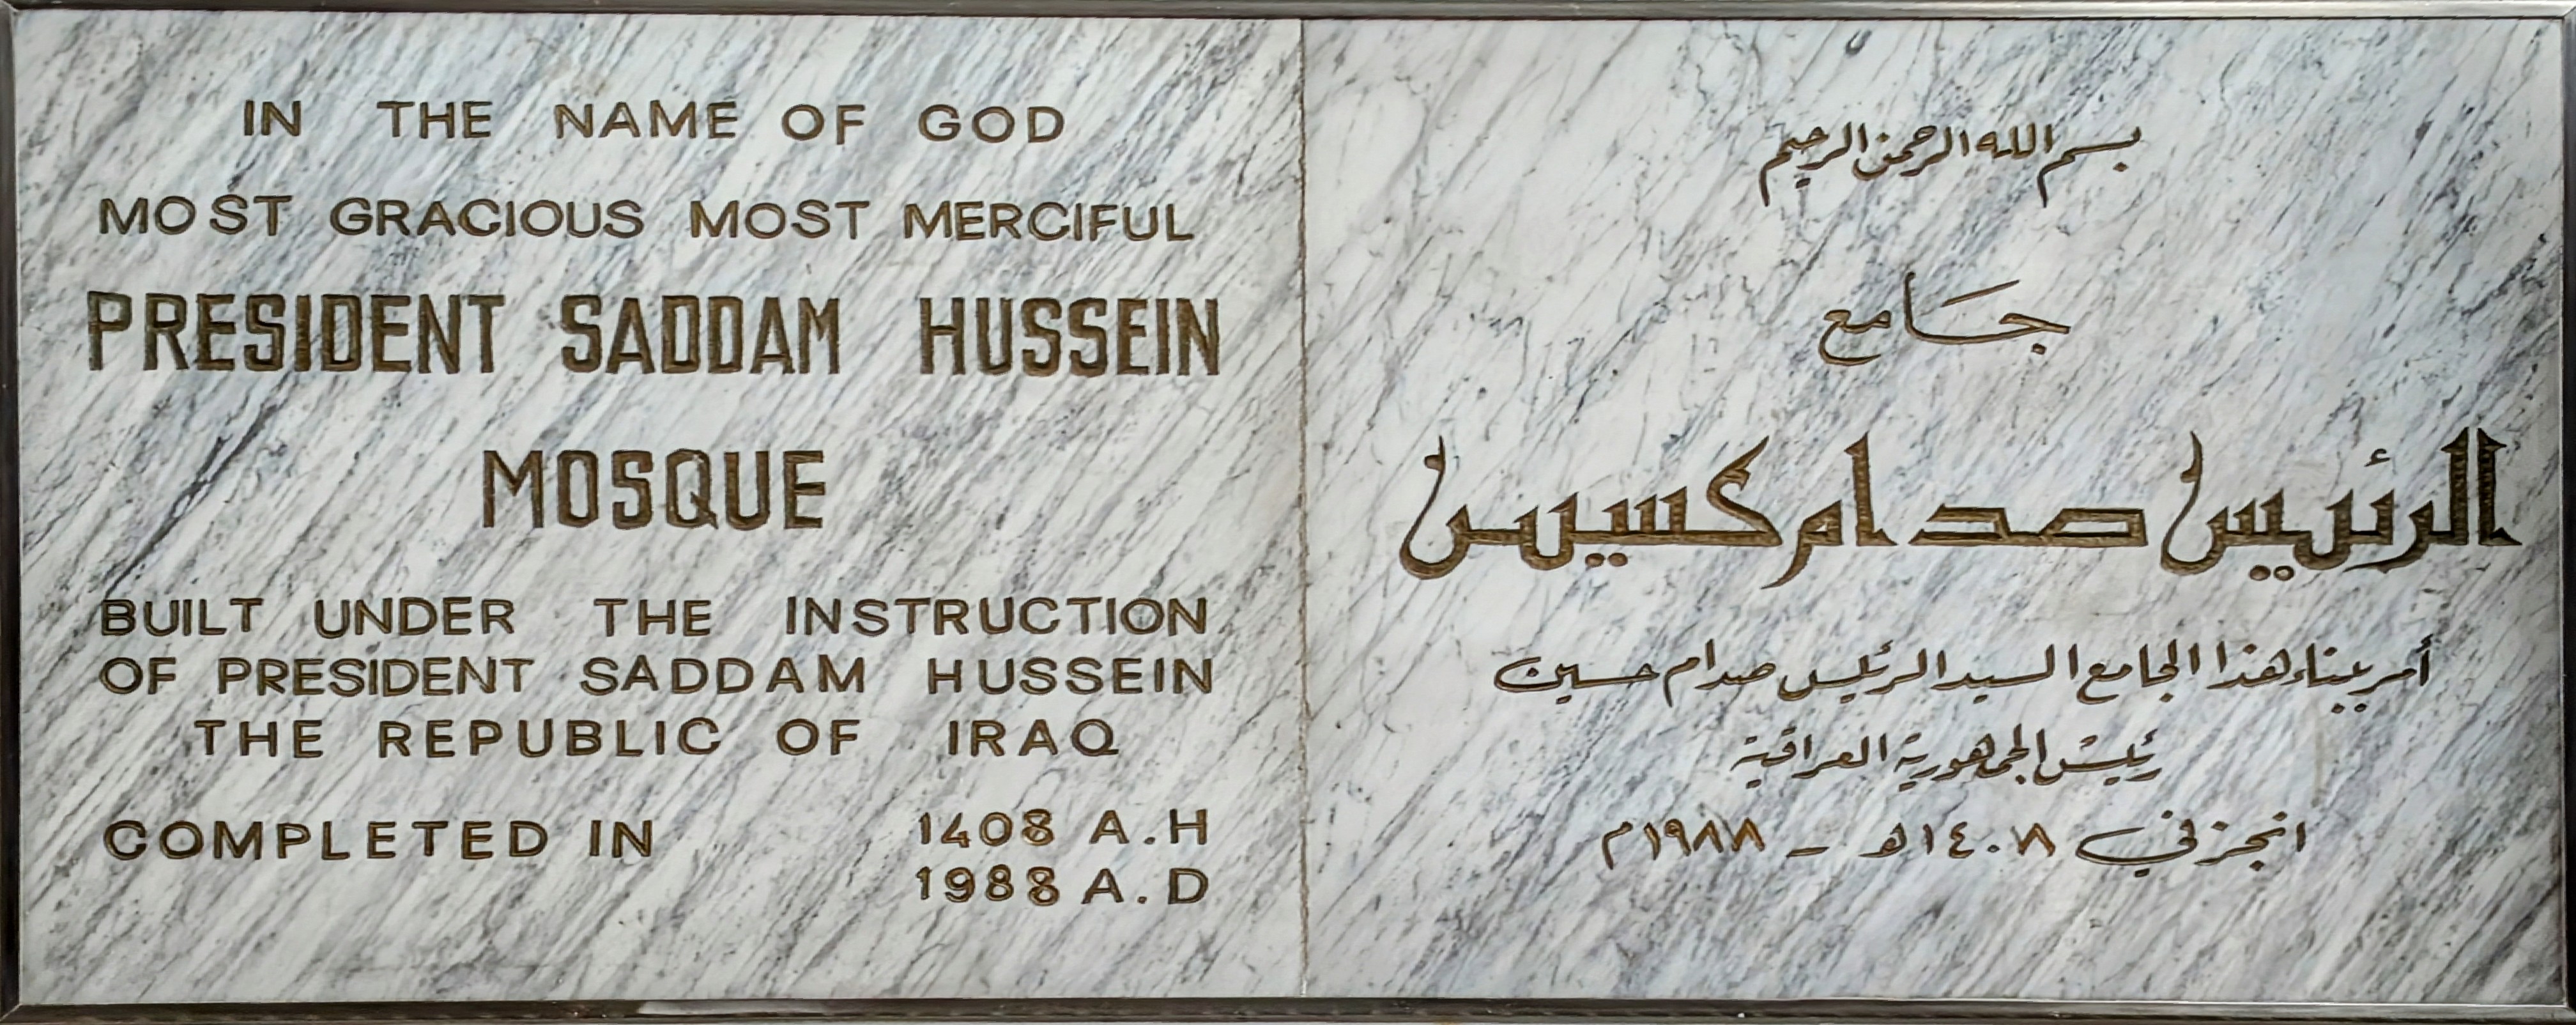 IN THE NAME OF GOD
MOST GRACIOUS MOST MERCIFUL
PRESIDENT SADDAM HUSSEIN
MOSQUE
BUILT UNDER THE INSTRUCTION
OF PRESIDENT SADDAM HUSSEIN
THE REPUBLIC OF IRAQ
COMPLETED IN 1408 A.H
1988 A.D
بسم الله الرحمن الرحيم
جَامع
الرئيس صدام حسين
أمر ببناء هذا الجامع السيد الرئيس صدام حسين
رئيس الجمهورية العراقية
انجز في ١٤٠٨هـ - ١٩٨٨م